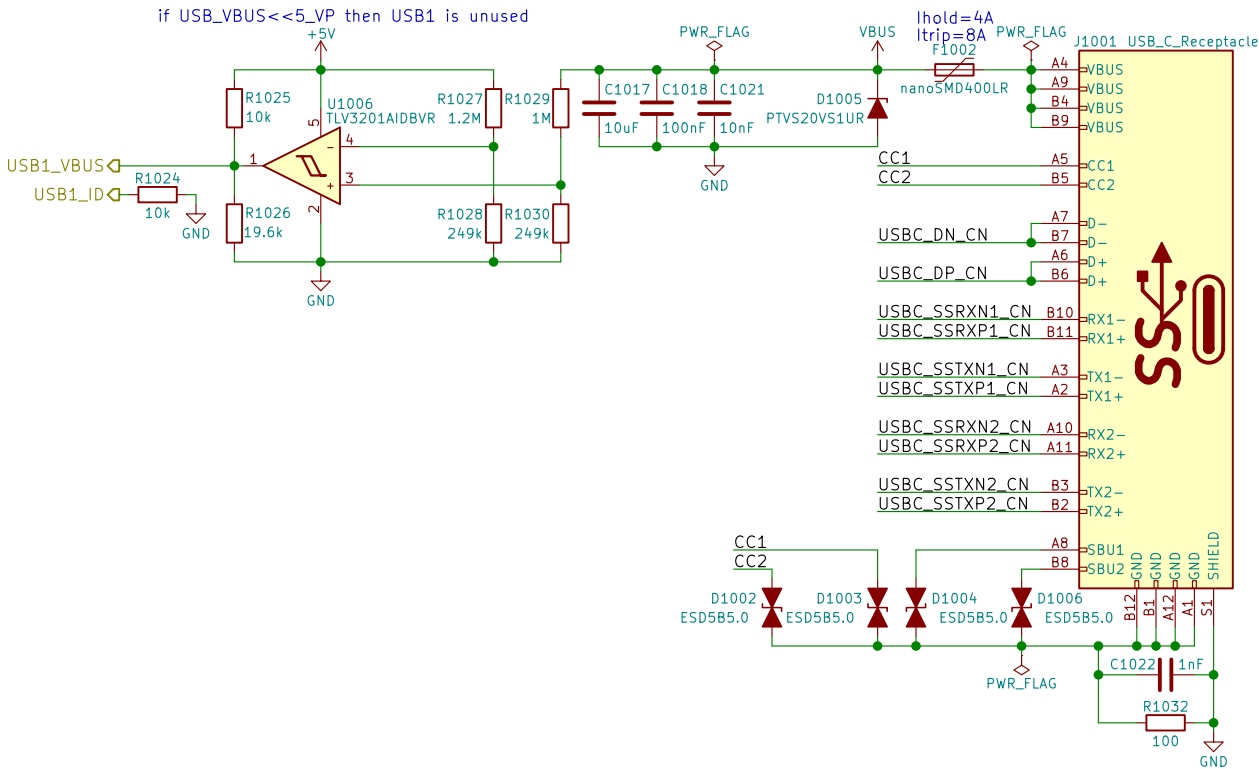 if USB_VBUS<<5_VP then USB1 is unused
+5V
R1025
10k
U1006
TLV3201AIDBVR
R1027
1.2M
R1029
1M
5
4
-
3
+
1
2
USB1_VBUS
USB1_ID
R1024
10k
GND
R1026
19.6k
R1028
249k
R1030
249k
GND
PWR_FLAG
C1017
10uF
C1018
100nF
C1021
10nF
GND
VBUS
D1005
PTVS20VS1UR
Ihold=4A
Itrip=8A
F1002
nanoSMD400LR
PWR_FLAG
J1001 USB_C_Receptacle
A4 VBUS
A9 VBUS
B4 VBUS
B9 VBUS
CC1 A5 CC1
CC2 B5 CC2
A7 D-
USBC_DN_CN B7 D-
A6 D+
USBC_DP_CN B6 D+
USBC_SSRXN1_CN B10 RX1-
USBC_SSRXP1_CN B11 RX1+
USBC_SSTXN1_CN A3 TX1-
USBC_SSTXP1_CN A2 TX1+
USBC_SSRXN2_CN A10 RX2-
USBC_SSRXP2_CN A11 RX2+
USBC_SSTXN2_CN B3 TX2-
USBC_SSTXP2_CN B2 TX2+
A8 SBU1
B8 SBU2
SS
GND
GND
GND
GND
SHIELD
B12
B1
A12
A1
S1
CC1
CC2
D1002
ESD5B5.0
D1003
ESD5B5.0
D1004
ESD5B5.0
D1006
ESD5B5.0
PWR_FLAG
C1022 1nF
R1032
100
GND